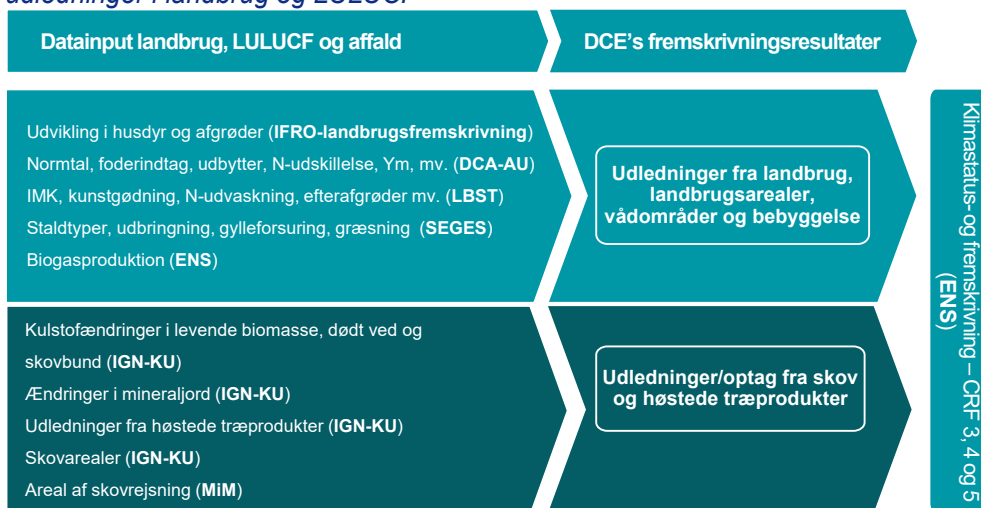 udledninger i landbrug og LULUCF
Datainput landbrug, LULUCF og affald
DCE's fremskrivningsresultater
Udvikling i husdyr og afgrøder (IFRO-landbrugsfremskrivning)
Normtal, foderindtag, udbytter, N-udskillelse, Ym, mv. (DCA-AU)
IMK, kunstgødning, N-udvaskning, efterafgrøder mv. (LBST)
Staldtyper, udbringning, gylleforsuring, græsning (SEGES)
Biogasproduktion (ENS)
Udledninger fra landbrug,
landbrugsarealer,
vådområder og bebyggelse
Kulstofændringer i levende biomasse, dødt ved og
skovbund (IGN-KU)
Ændringer i mineraljord (IGN-KU)
Udledninger fra høstede træprodukter (IGN-KU)
Skovarealer (IGN-KU)
Areal af skovrejsning (MiM)
Udledninger/optag fra skov
og høstede træprodukter
Klimastatus- og fremskrivning – CRF 3, 4 og 5
(ENS)